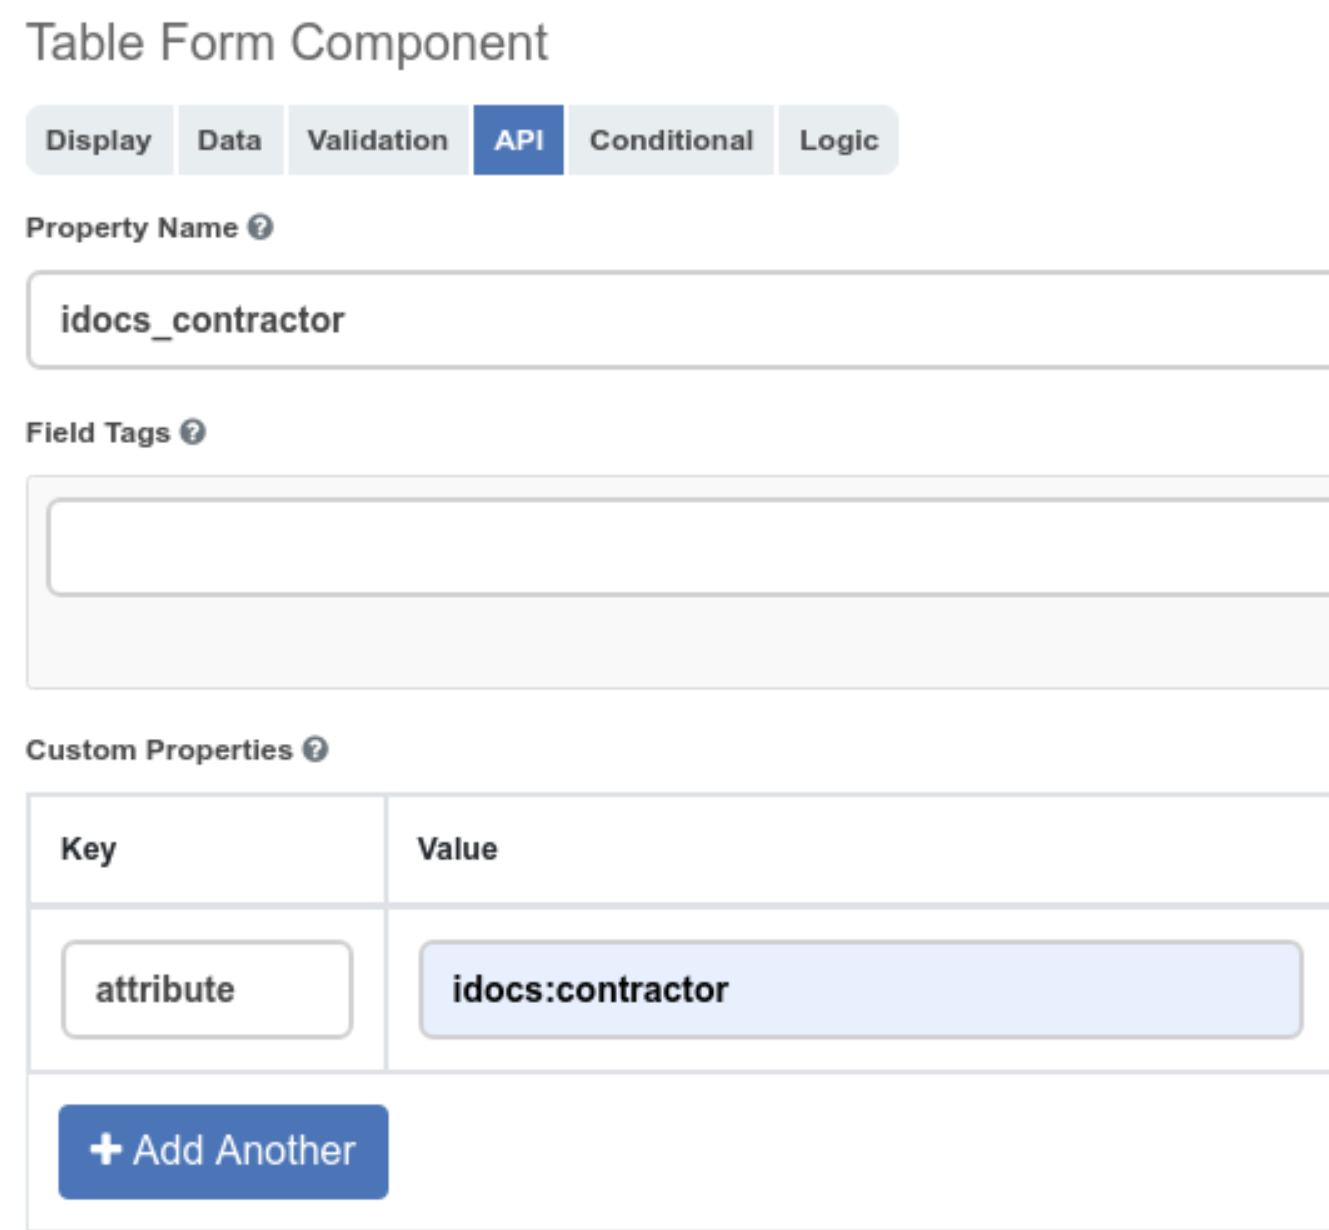 Table Form Component
Display Data Validation API Conditional Logic
Property Name
idocs_contractor
Field Tags
Custom Properties
Key Value
attribute idocs:contractor
+ Add Another